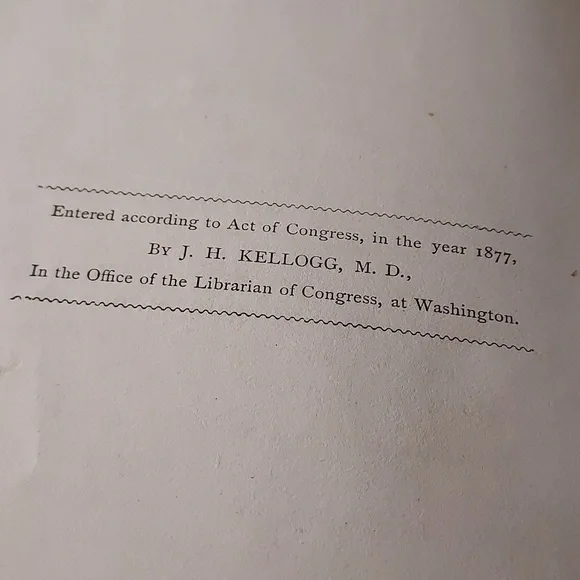 Entered according to Act of Congress, in the year 1877,
By J. H. KELLOGG, M. D.,
In the Office of the Librarian of Congress, at Washington.